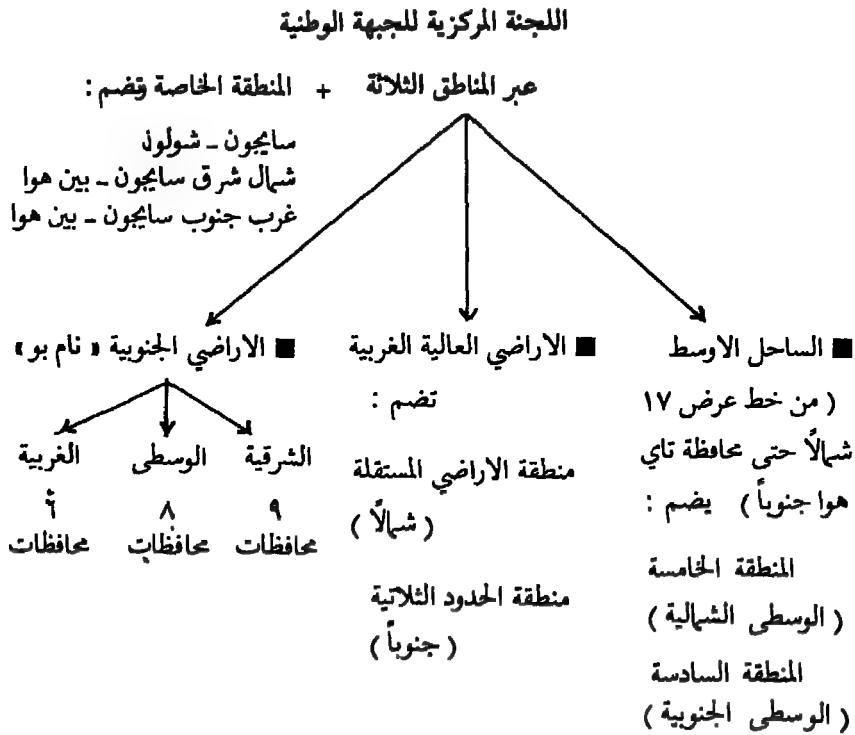 اللجنة المركزية للجبهة الوطنية
عبر المناطق الثلاثة + المنطقة الخاصة وتضم :
سايجون ـ شولون
شمال شرق سايجون ـ بين هوا
غرب جنوب سايجون ـ بين هوا
■ الساحل الاوسط
( من خط عرض ١٧
شمالاً حتى محافظة تاي
هوا جنوباً ) يضم :
المنطقة الخامسة
( الوسطى الشمالية )
المنطقة السادسة
( الوسطى الجنوبية )
■ الاراضي العالية الغربية
تضم :
منطقة الاراضي المستقلة
( شمالاً )
منطقة الحدود الثلاثية
( جنوباً )
■ الاراضي الجنوبية « نام بو »
الشرقية
٩
محافظات
الوسطى
٨
محافظات
الغربية
٦
محافظات